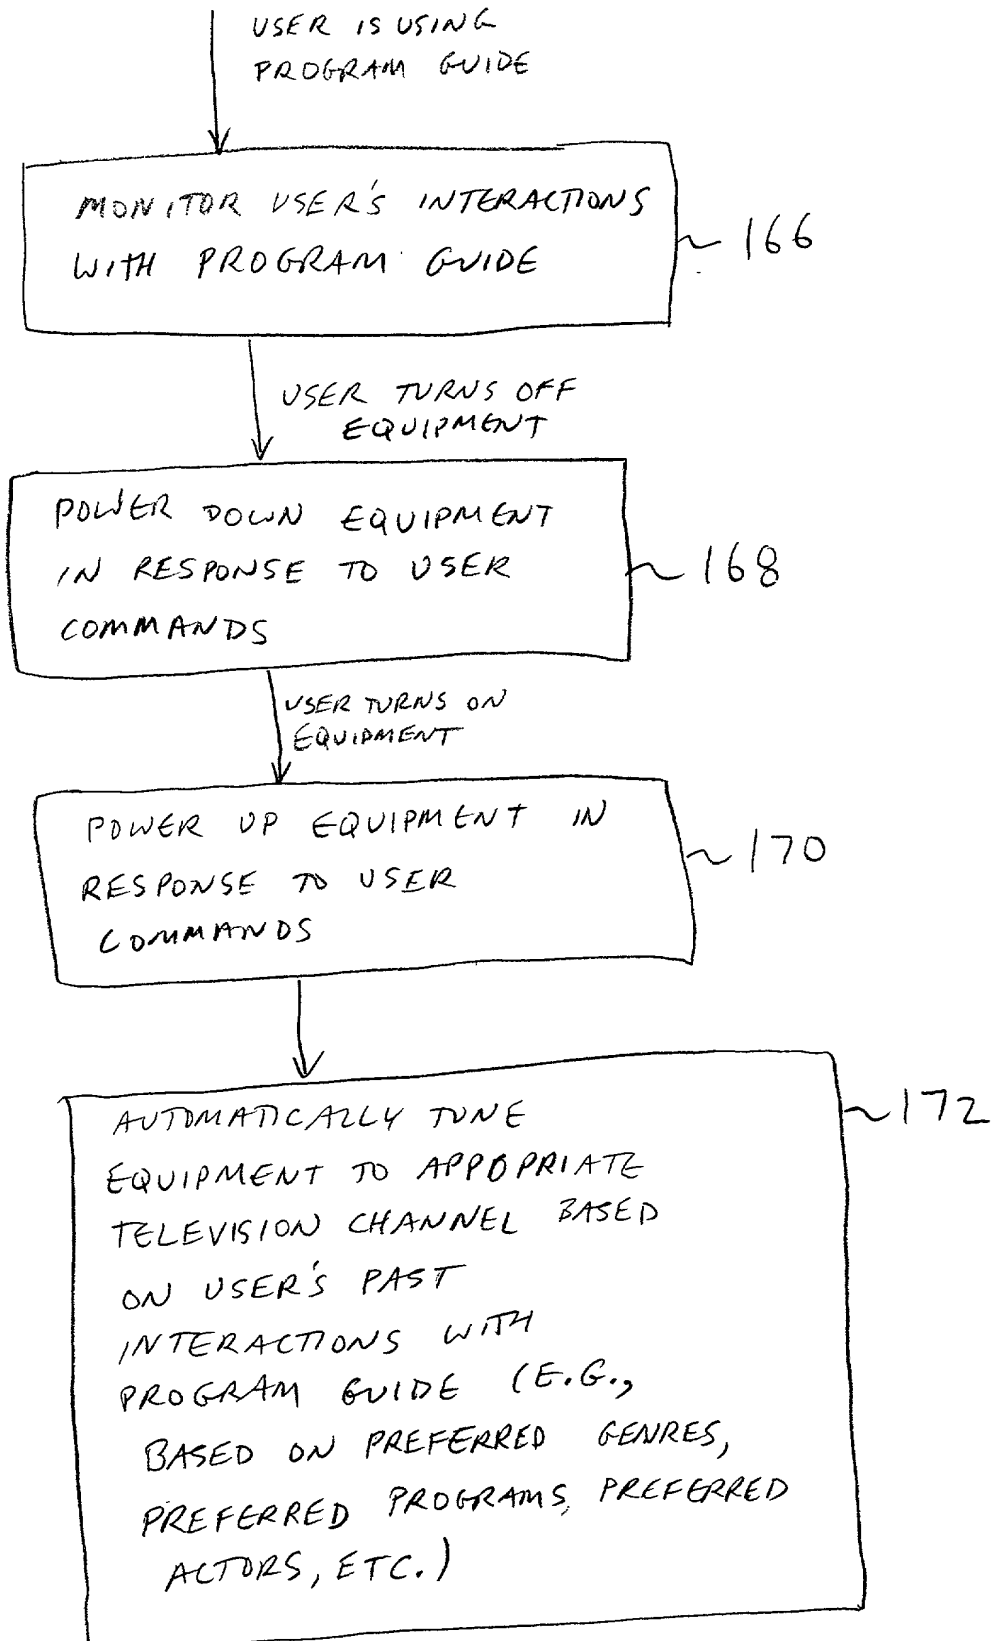 USER IS USING
PROGRAM GUIDE
MONITOR USER'S INTERACTIONS
WITH PROGRAM GUIDE
166
USER TURNS OFF
EQUIPMENT
POWER DOWN EQUIPMENT
IN RESPONSE TO USER
COMMANDS
168
USER TURNS ON
EQUIPMENT
POWER UP EQUIPMENT IN
RESPONSE TO USER
COMMANDS
170
AUTOMATICALLY TUNE
EQUIPMENT TO APPOPRIATE
TELEVISION CHANNEL BASED
ON USER'S PAST
INTERACTIONS WITH
PROGRAM GUIDE (E.G.,
BASED ON PREFERRED GENRES,
PREFERRED PROGRAMS, PREFERRED
ACTORS, ETC.)
172